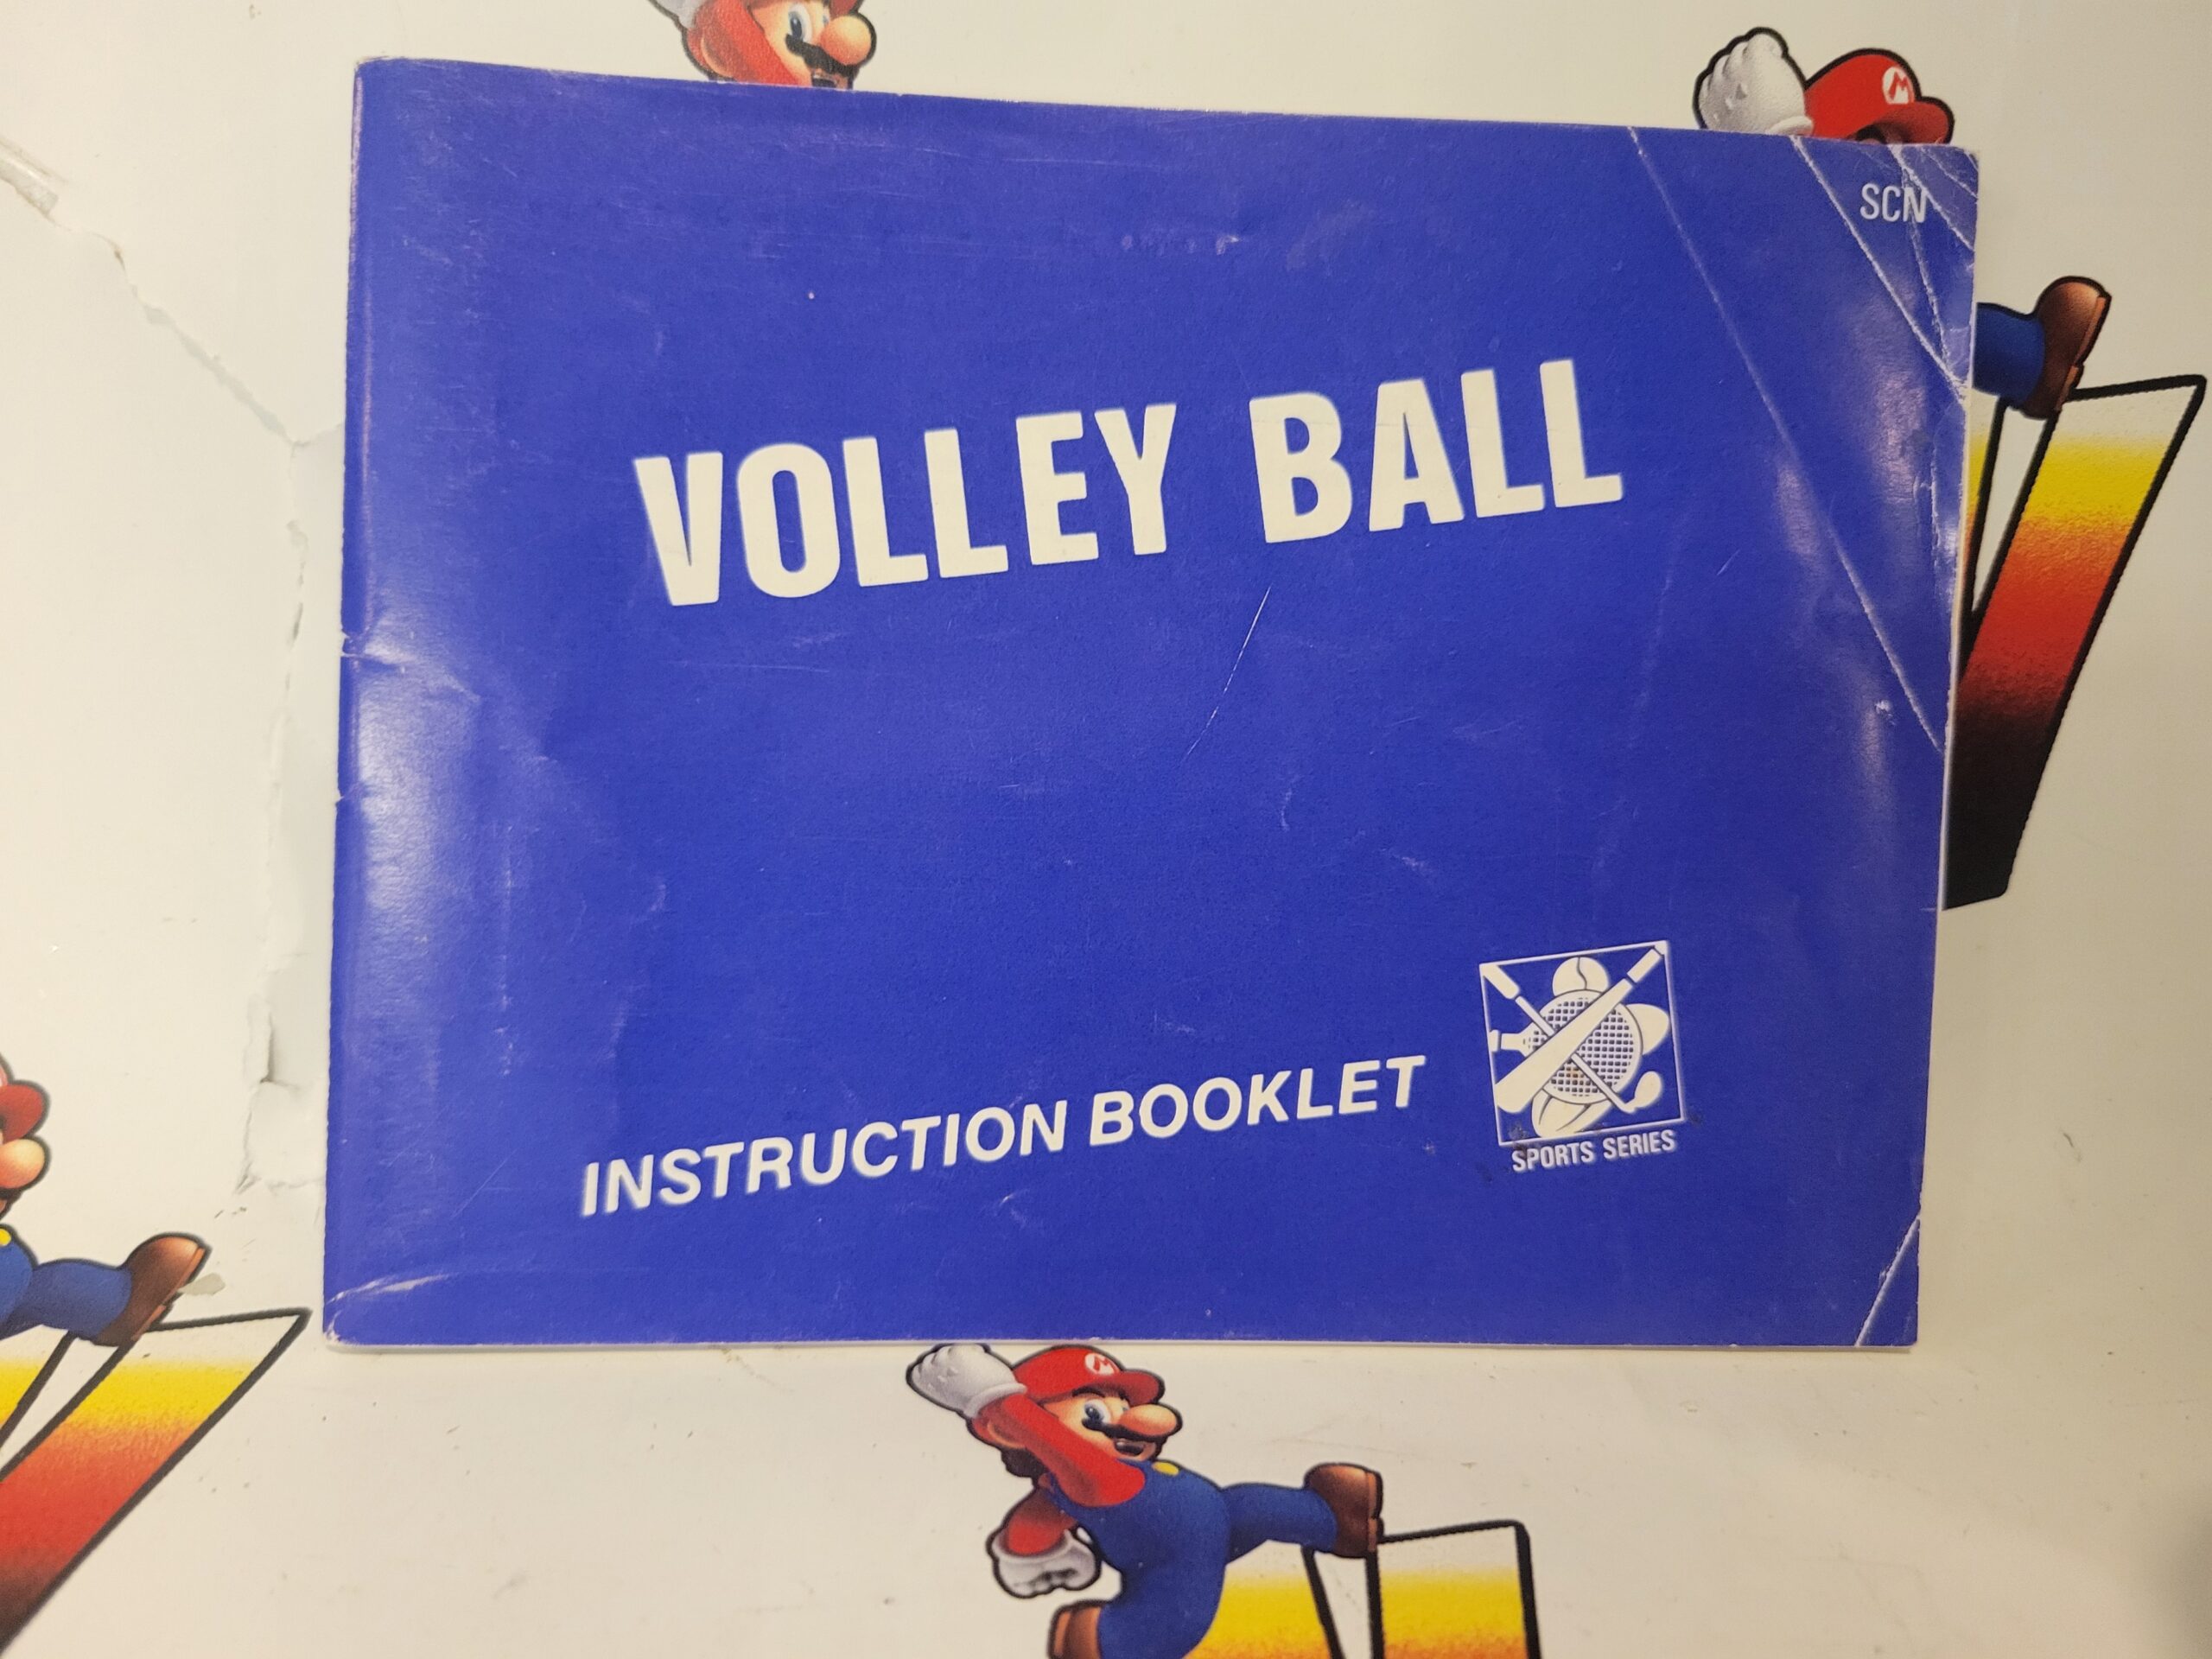 SCN
VOLLEY BALL
INSTRUCTION BOOKLET
SPORTS SERIES
M
M